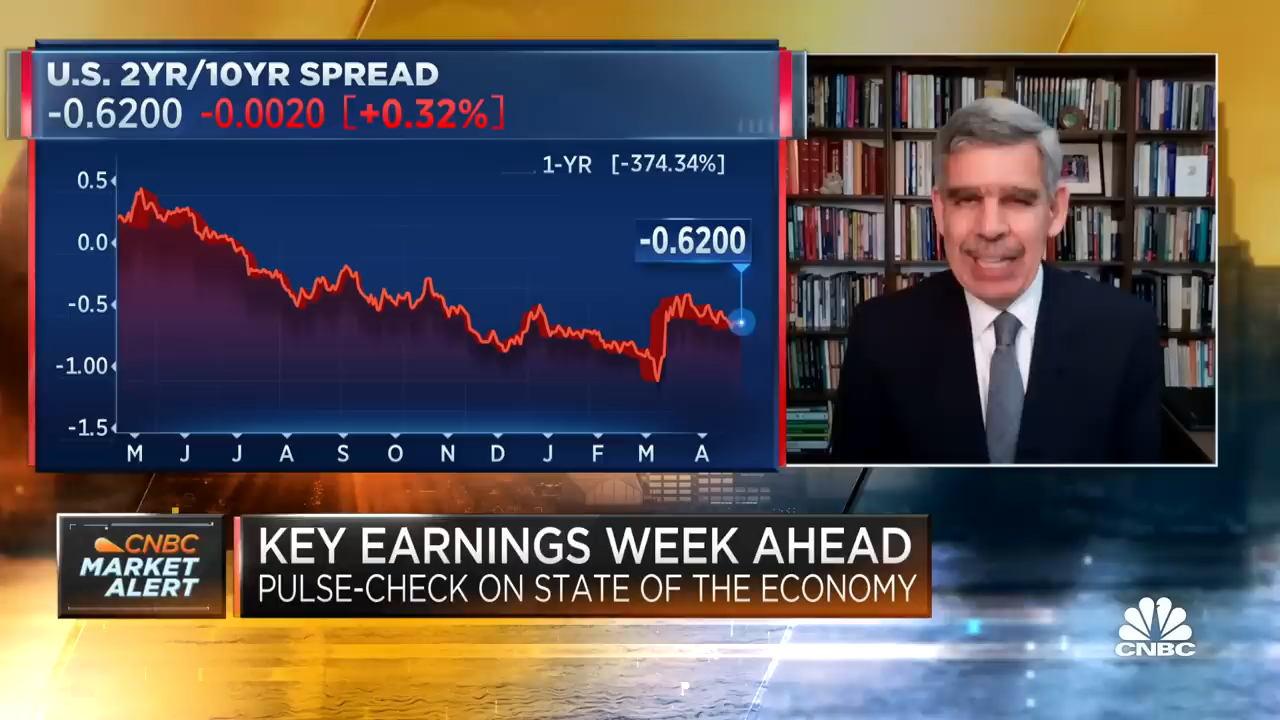 U.S. 2YR/10YR SPREAD
-0.6200 -0.0020 [+0.32%]
1-YR [-374.34%]
0.5
0.0
-0.5
-1.00
-1.5
-0.6200
M J J A S O N D J F M A
CNBC
MARKET
ALERT
KEY EARNINGS WEEK AHEAD
PULSE-CHECK ON STATE OF THE ECONOMY
CNBC